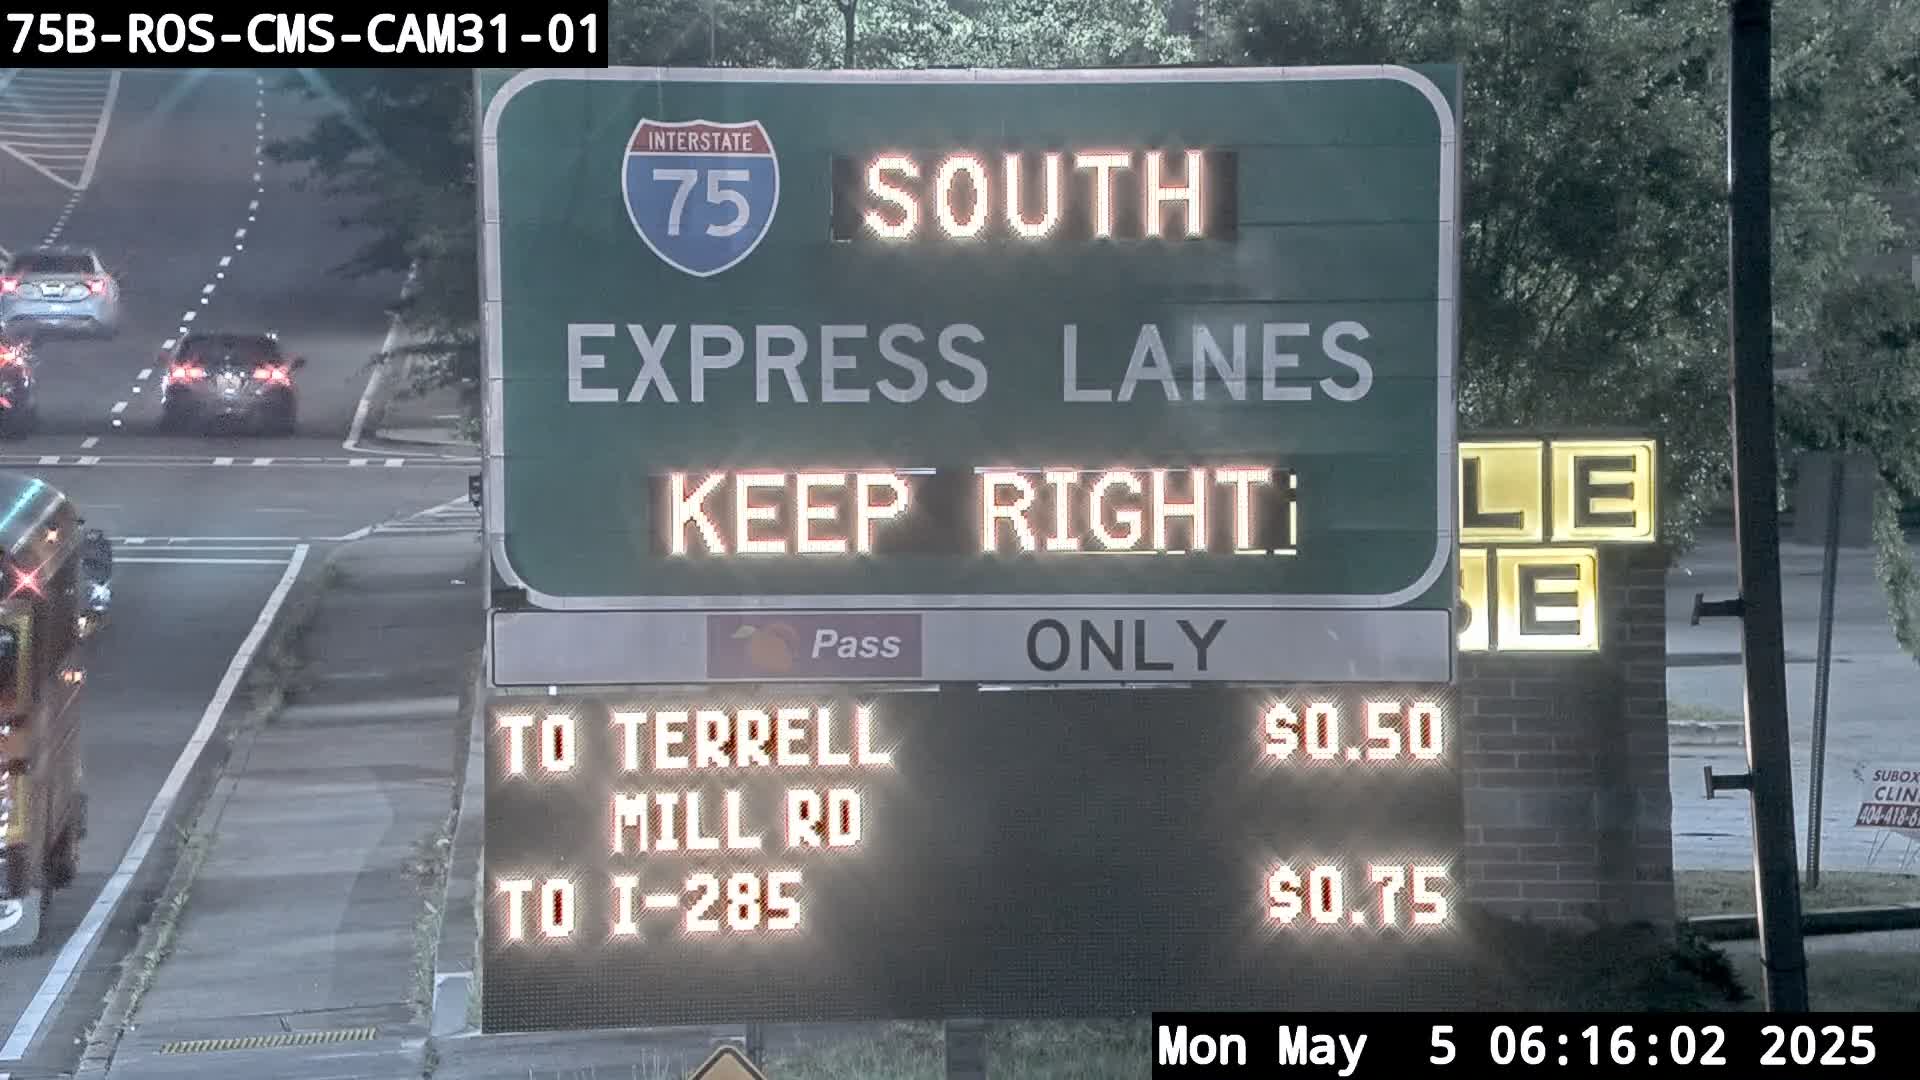 75B-ROS-CMS-CAM31-01
INTERSTATE
75
SOUTH
EXPRESS LANES
KEEP RIGHT
LE
E
Pass ONLY
TO TERRELL $0.50
MILL RD
TO I-285 $0.75
Mon May 5 06:16:02 2025